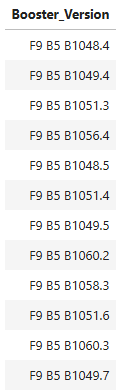 Booster_Version
F9 B5 B1048.4
F9 B5 B1049.4
F9 B5 B1051.3
F9 B5 B1056.4
F9 B5 B1048.5
F9 B5 B1051.4
F9 B5 B1049.5
F9 B5 B1060.2
F9 B5 B1058.3
F9 B5 B1051.6
F9 B5 B1060.3
F9 B5 B1049.7